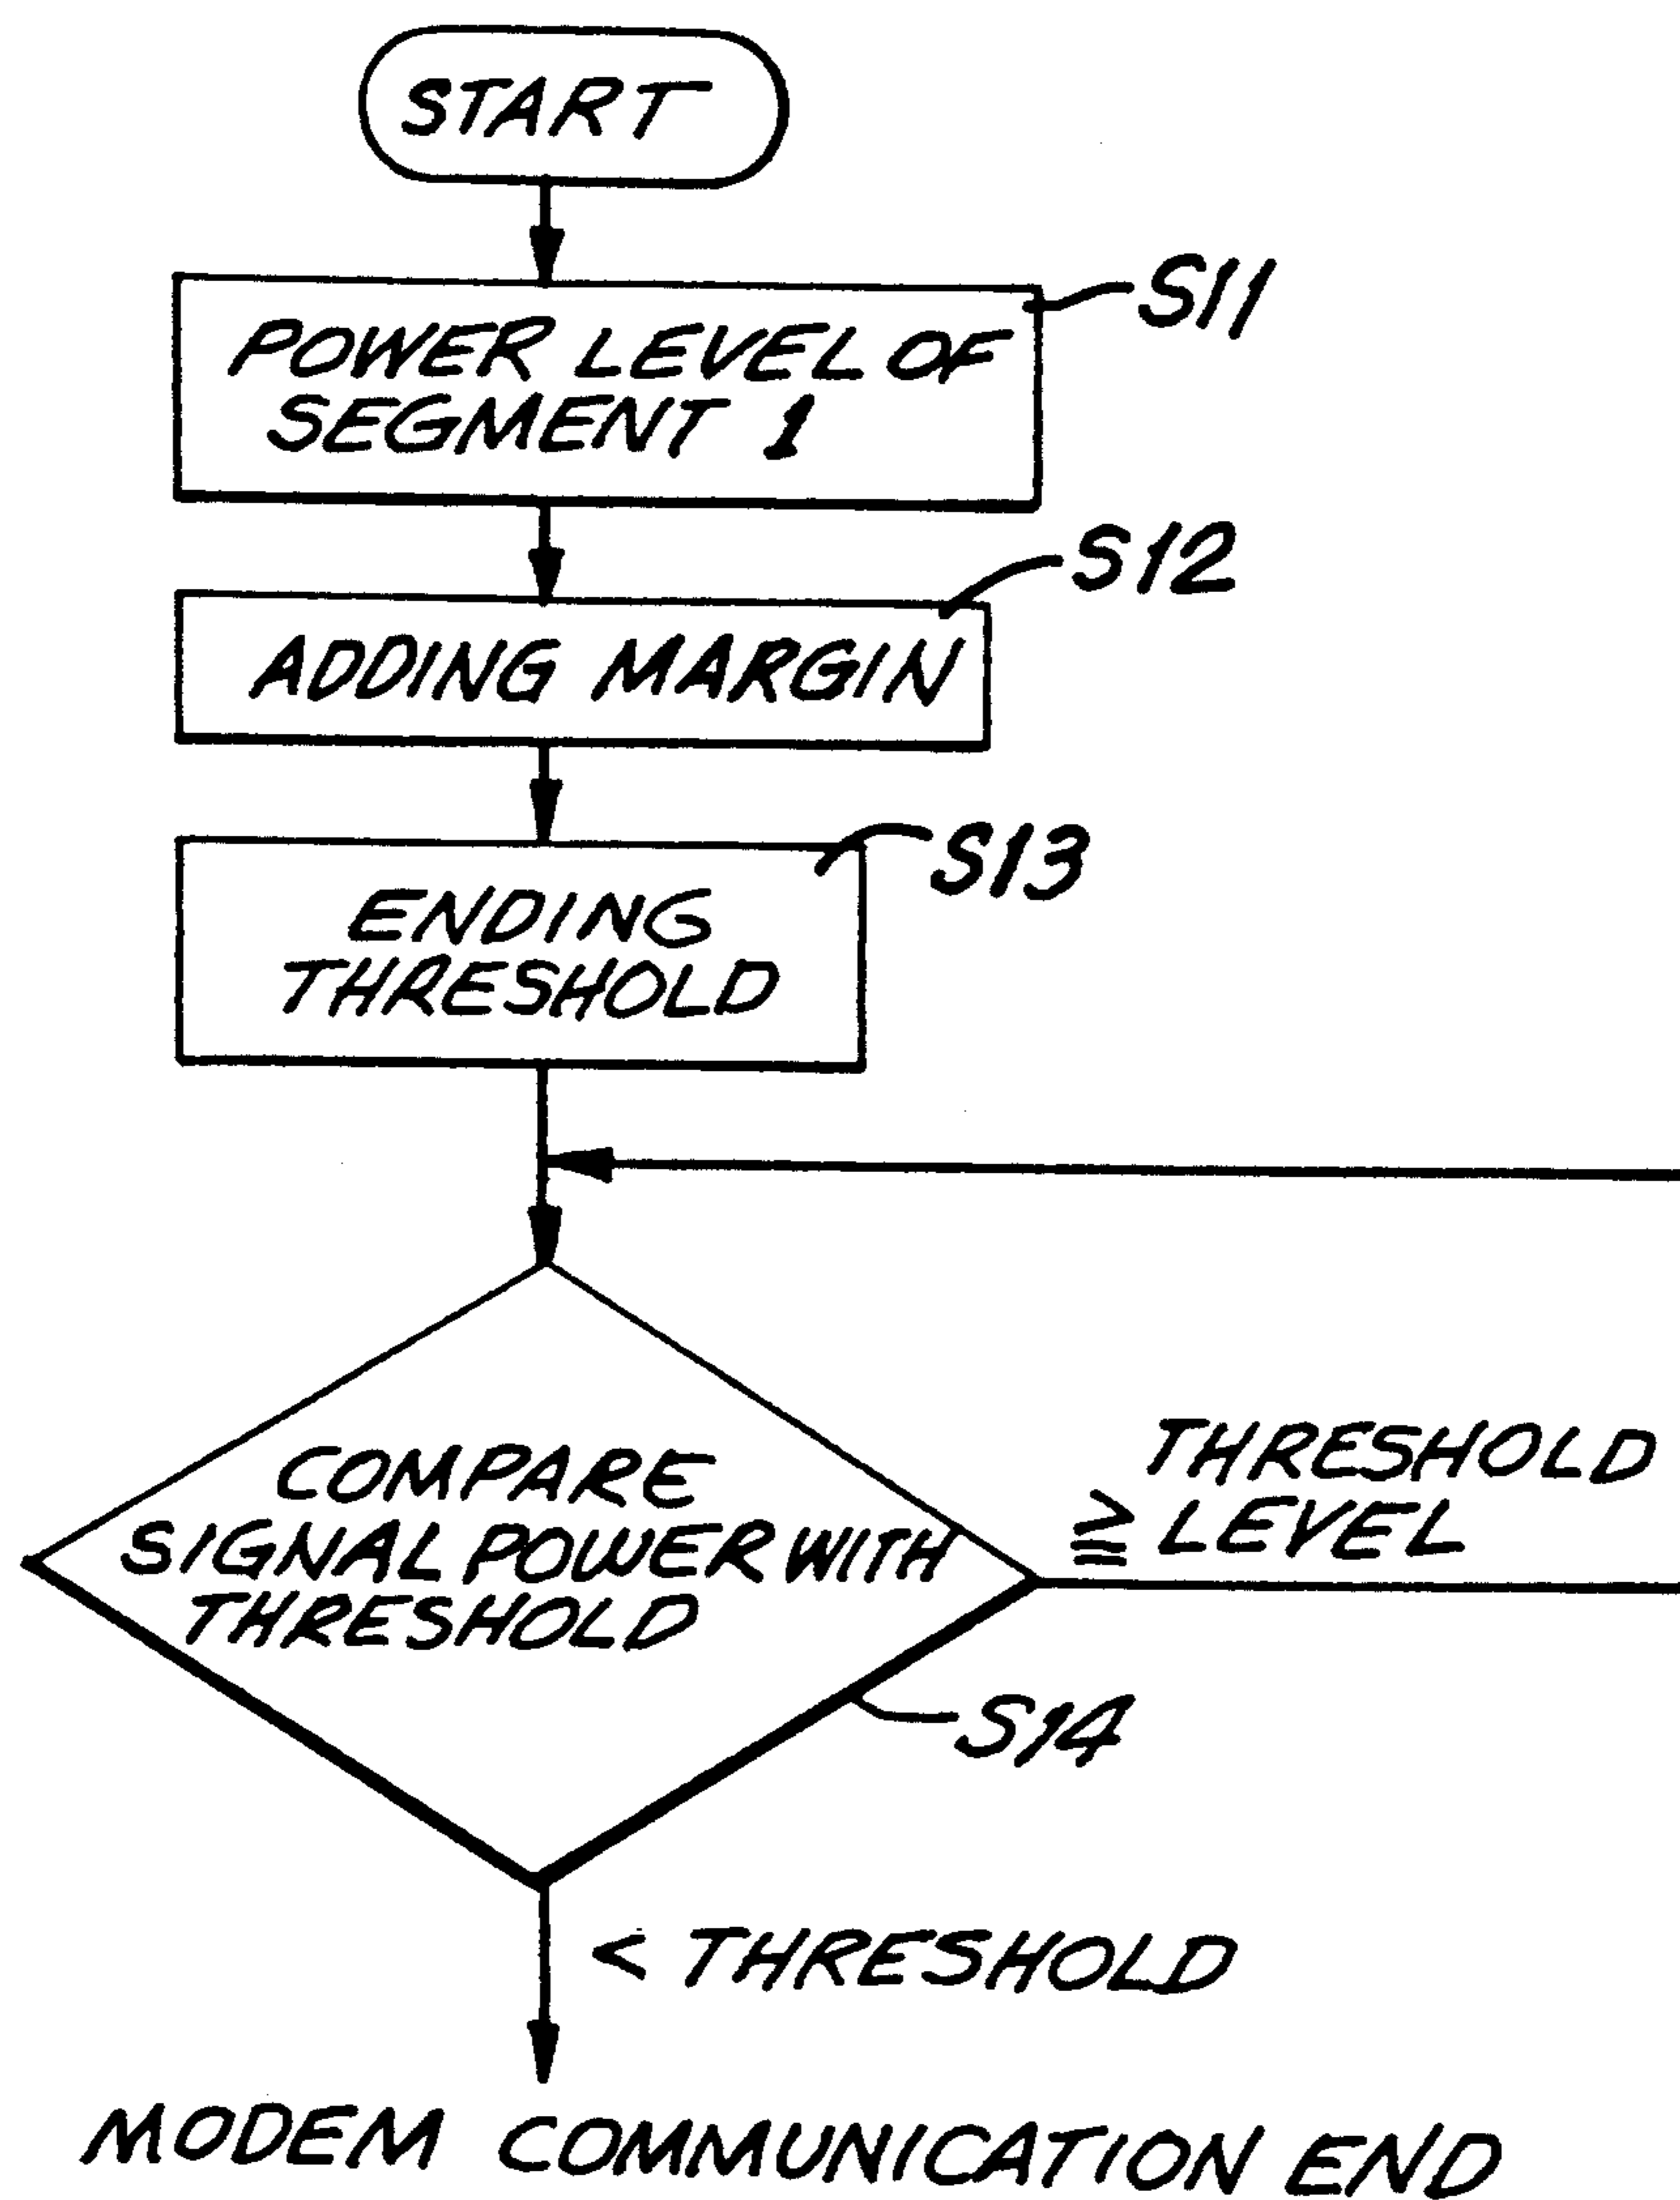 START
S11
POWER LEVEL OF
SEGMENT 1
S12
ADDING MARGIN
S13
ENDING
THRESHOLD
COMPARE
SIGNAL POWER WITH
THRESHOLD
THRESHOLD
≧ LEVEL
S14
< THRESHOLD
MODEM COMMUNICATION END